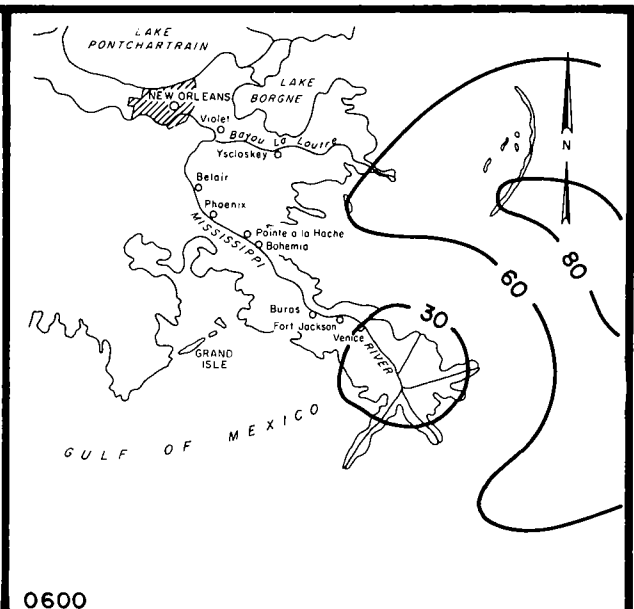 LAKE
PONTCHARTRAIN
NEW ORLEANS
LAKE
BORGNE
Violet
Bayou La Loutre
Yscloskey
N
Belair
Phoenix
MISSISSIPPI
Pointe a la Hache
Bohemia
80
60
Buras
30
Fort Jackson
Venice
RIVER
GRAND
ISLE
GULF OF MEXICO
0600